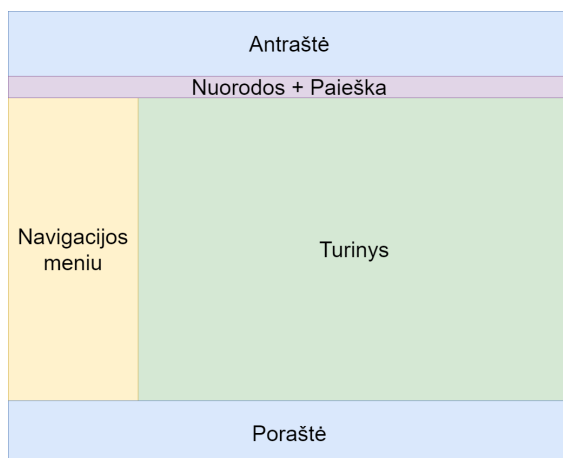 Antraštė
Nuorodos + Paieška
Navigacijos
meniu
Turinys
Poraštė